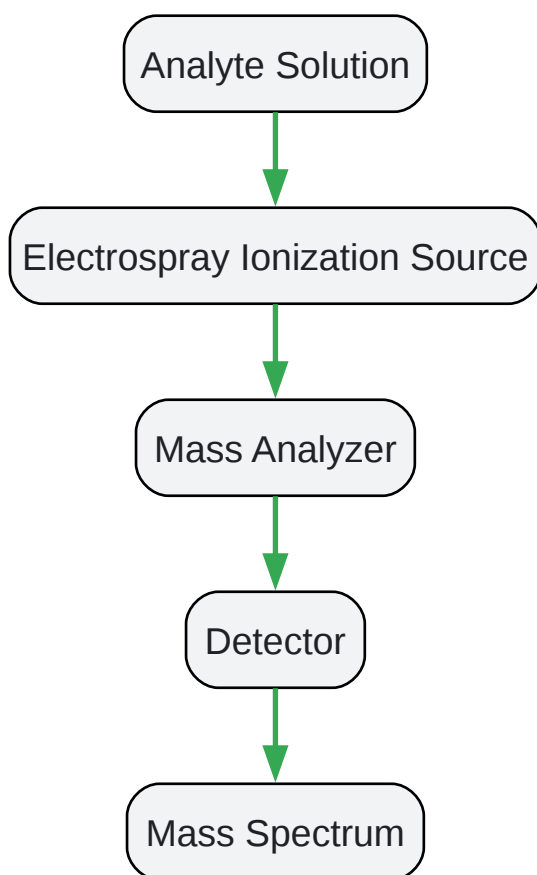 Analyte Solution
Electrospray Ionization Source
Mass Analyzer
Detector
Mass Spectrum